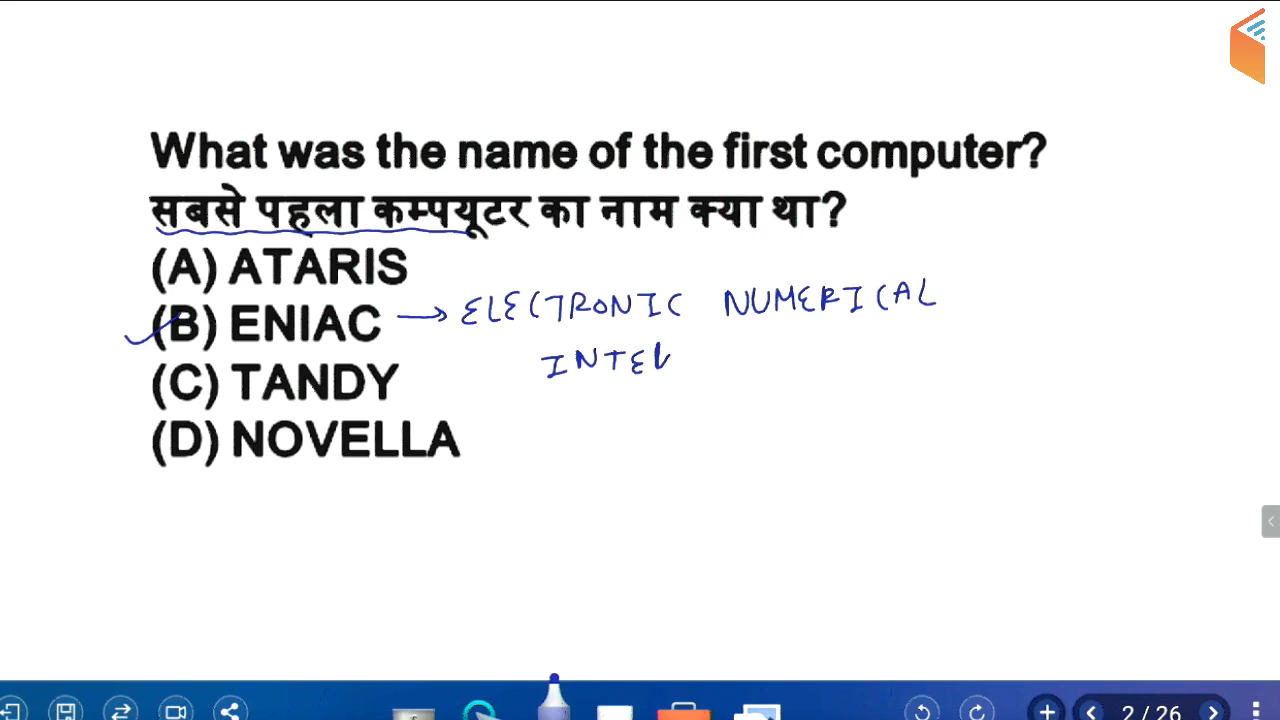 What was the name of the first computer?
सबसे पहला कम्पयूटर का नाम क्या था?
(A) ATARIS
(B) ENIAC → ELECTRONIC NUMERICAL
INTE
(C) TANDY
(D) NOVELLA
2 / 26